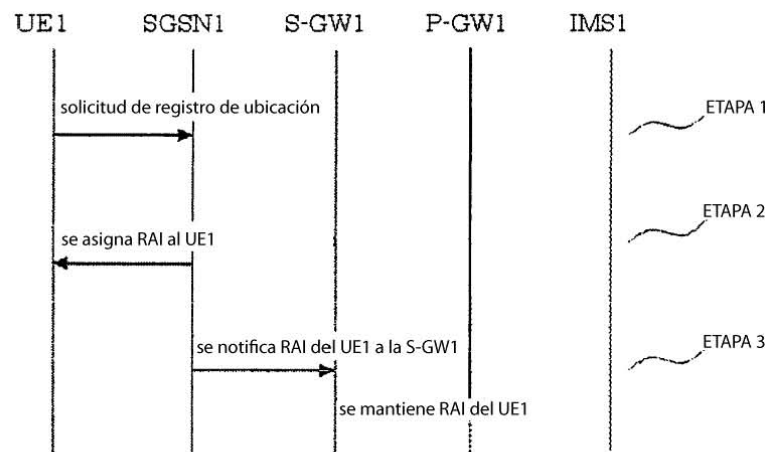 UE1 SGSN1 S-GW1 P-GW1 IMS1
solicitud de registro de ubicación
ETAPA 1
ETAPA 2
se asigna RAI al UE1
ETAPA 3
se notifica RAI del UE1 a la S-GW1
se mantiene RAI del UE1